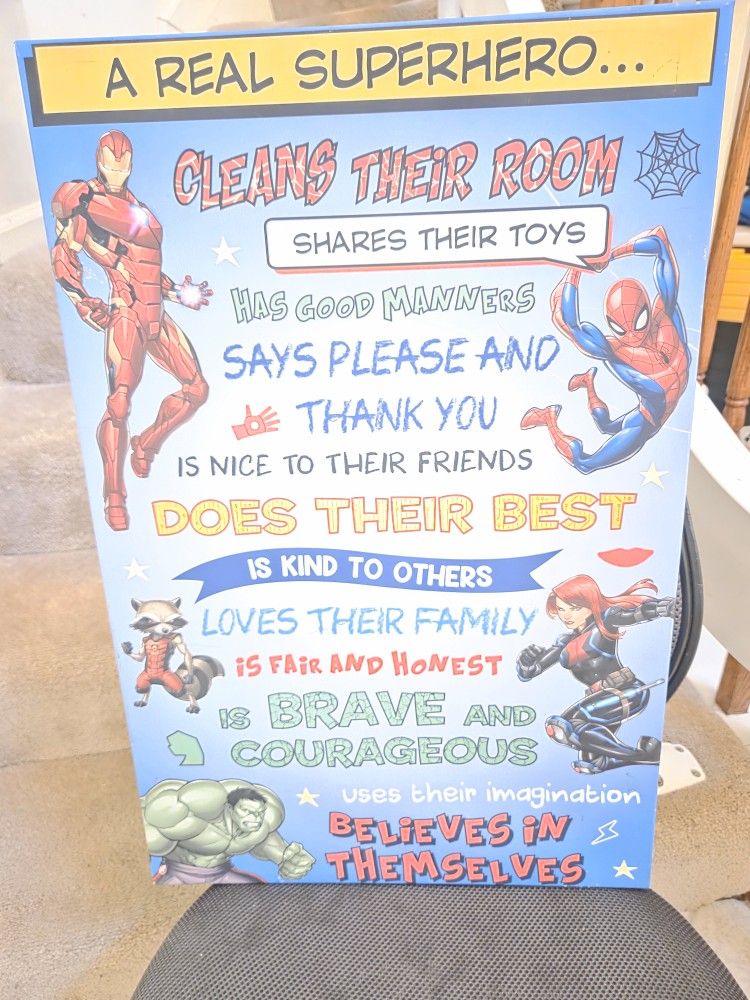 A REAL SUPERHERO...
CLEANS THEiR ROOM
SHARES THEIR TOYS
HAS GOOD MANNERS
SAYS PLEASE AND
THANK YOU
IS NICE TO THEIR FRIENDS
DOES THEIR BEST
IS KIND TO OTHERS
LOVES THEIR FAMILY
iS FAiR AND HONEST
IS BRAVE AND
COURAGEOUS
uses their imagination
BELiEVES iN
THEMSELVES